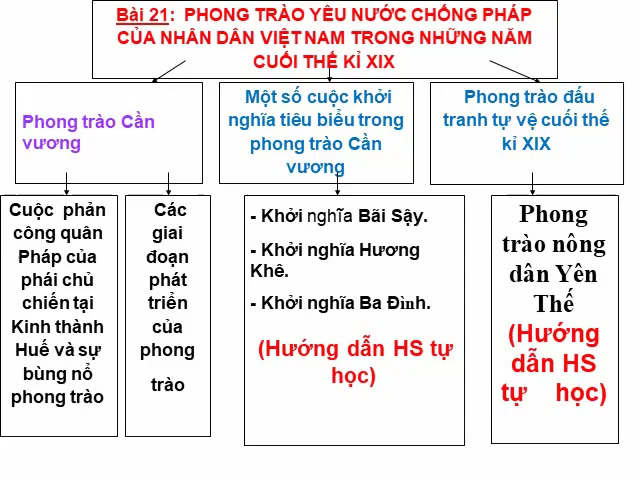 Bài 21: PHONG TRÀO YÊU NƯỚC CHỐNG PHÁP
CỦA NHÂN DÂN VIỆT NAM TRONG NHỮNG NĂM
CUỐI THẾ KỈ XIX
Phong trào Cần
vương
Một số cuộc khởi
nghĩa tiêu biểu trong
phong trào Cần
vương
Phong trào đấu
tranh tự vệ cuối thế
kỉ XIX
Cuộc phản
công quân
Pháp của
phái chủ
chiến tại
Kinh thành
Huế và sự
bùng nổ
phong trào
Các
giai
đoạn
phát
triển
của
phong
trào
- Khởi nghĩa Bãi Sậy.
- Khởi nghĩa Hương
Khê.
- Khởi nghĩa Ba Đình.
(Hướng dẫn HS tự
học)
Phong
trào nông
dân Yên
Thế
(Hướng
dẫn HS
tự học)